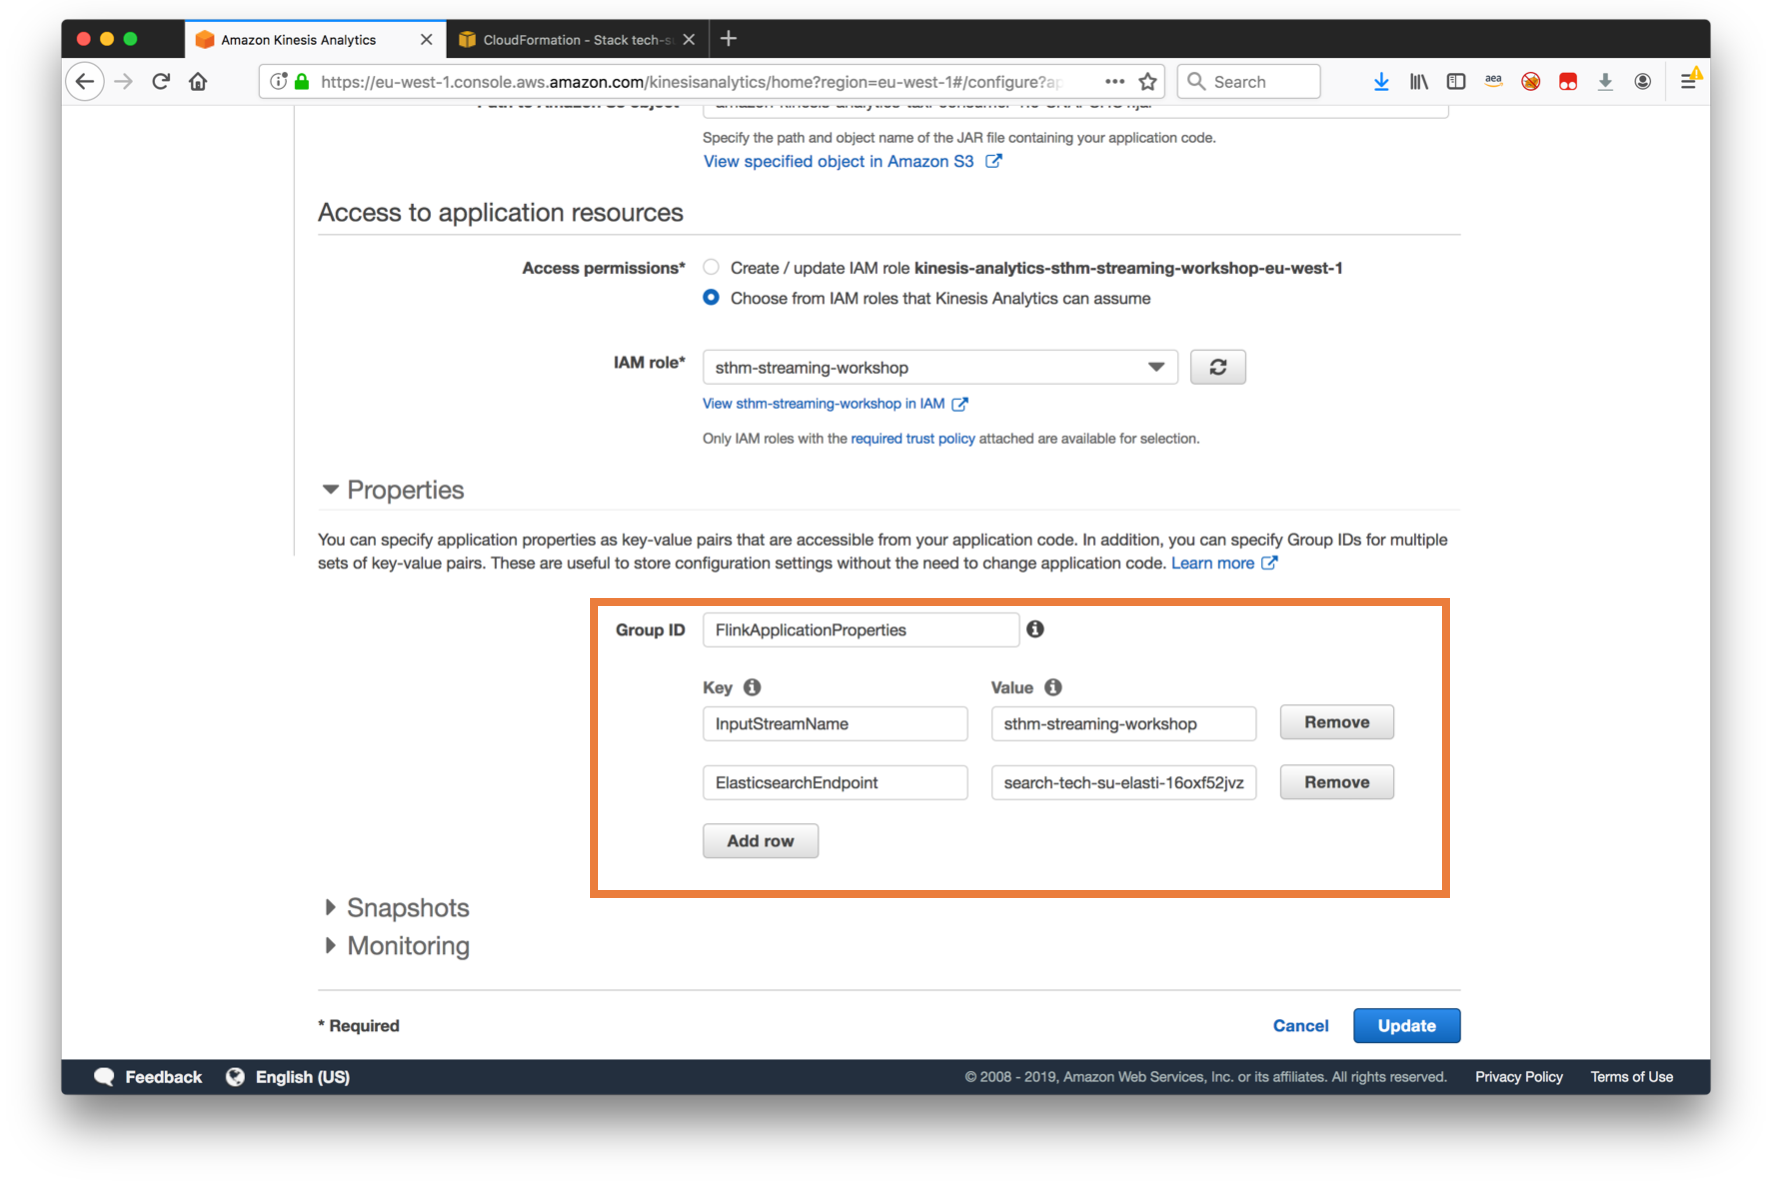 Amazon Kinesis Analytics
CloudFormation - Stack tech-s
https://eu-west-1.console.aws.amazon.com/kinesisanalytics/home?region=eu-west-1#/configure?ap
Search
aea
Path to Amazon S3 object
Specify the path and object name of the JAR file containing your application code.
View specified object in Amazon S3
Access to application resources
Access permissions*
Create / update IAM role kinesis-analytics-sthm-streaming-workshop-eu-west-1
Choose from IAM roles that Kinesis Analytics can assume
IAM role*
sthm-streaming-workshop
View sthm-streaming-workshop in IAM
Only IAM roles with the required trust policy attached are available for selection.
Properties
You can specify application properties as key-value pairs that are accessible from your application code. In addition, you can specify Group IDs for multiple
sets of key-value pairs. These are useful to store configuration settings without the need to change application code. Learn more
Group ID
FlinkApplicationProperties
Key
Value
InputStreamName
sthm-streaming-workshop
Remove
ElasticsearchEndpoint
search-tech-su-elasti-16oxf52jvz
Remove
Add row
Snapshots
Monitoring
* Required
Cancel
Update
Feedback
English (US)
© 2008 - 2019, Amazon Web Services, Inc. or its affiliates. All rights reserved.
Privacy Policy
Terms of Use